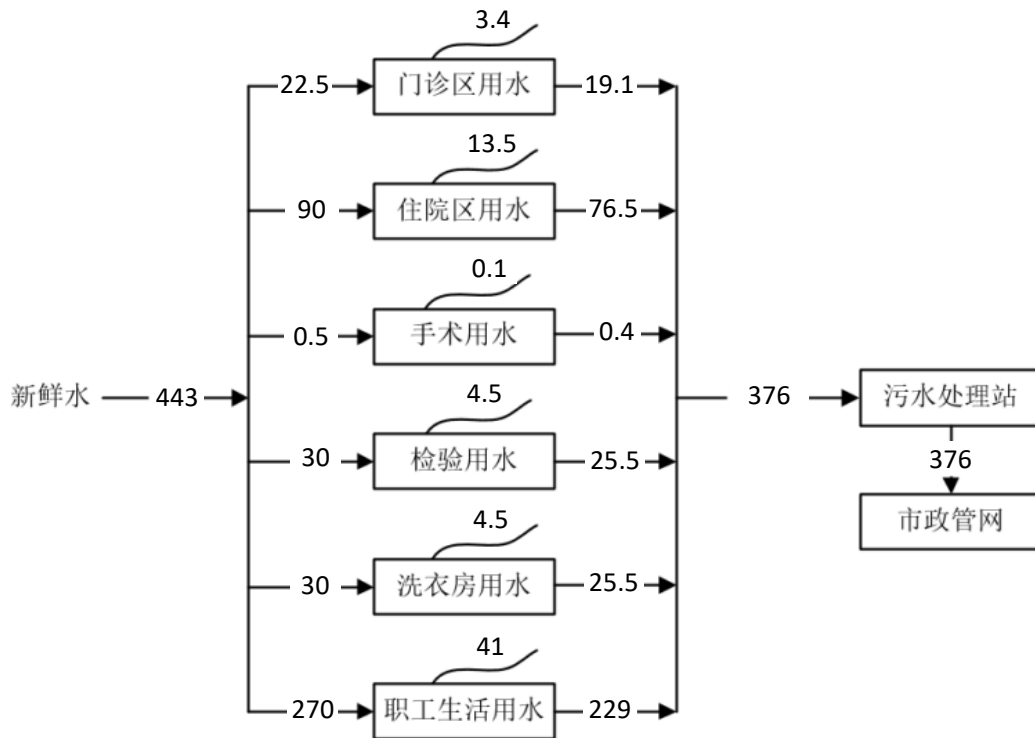 3.4
22.5
门诊区用水
19.1
13.5
90
住院区用水
76.5
0.1
0.5
手术用水
0.4
新鲜水
443
376
污水处理站
4.5
30
检验用水
25.5
376
市政管网
4.5
30
洗衣房用水
25.5
41
270
职工生活用水
229